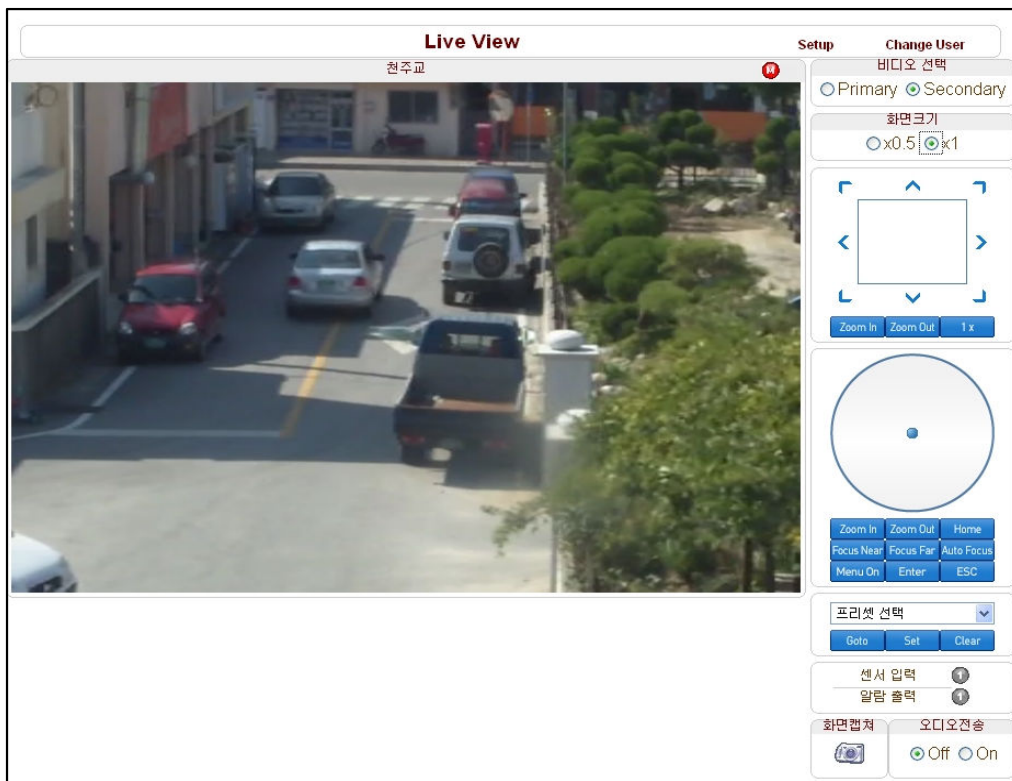 Live View
Setup
Change User
천주교
M
비디오 선택
Primary Secondary
화면크기
x0.5 x1
Zoom In Zoom Out 1 x
Zoom In Zoom Out Home
Focus Near Focus Far Auto Focus
Menu On Enter ESC
프리셋 선택
Goto Set Clear
센서 입력 1
알람 출력 1
화면캡쳐
오디오전송
Off On